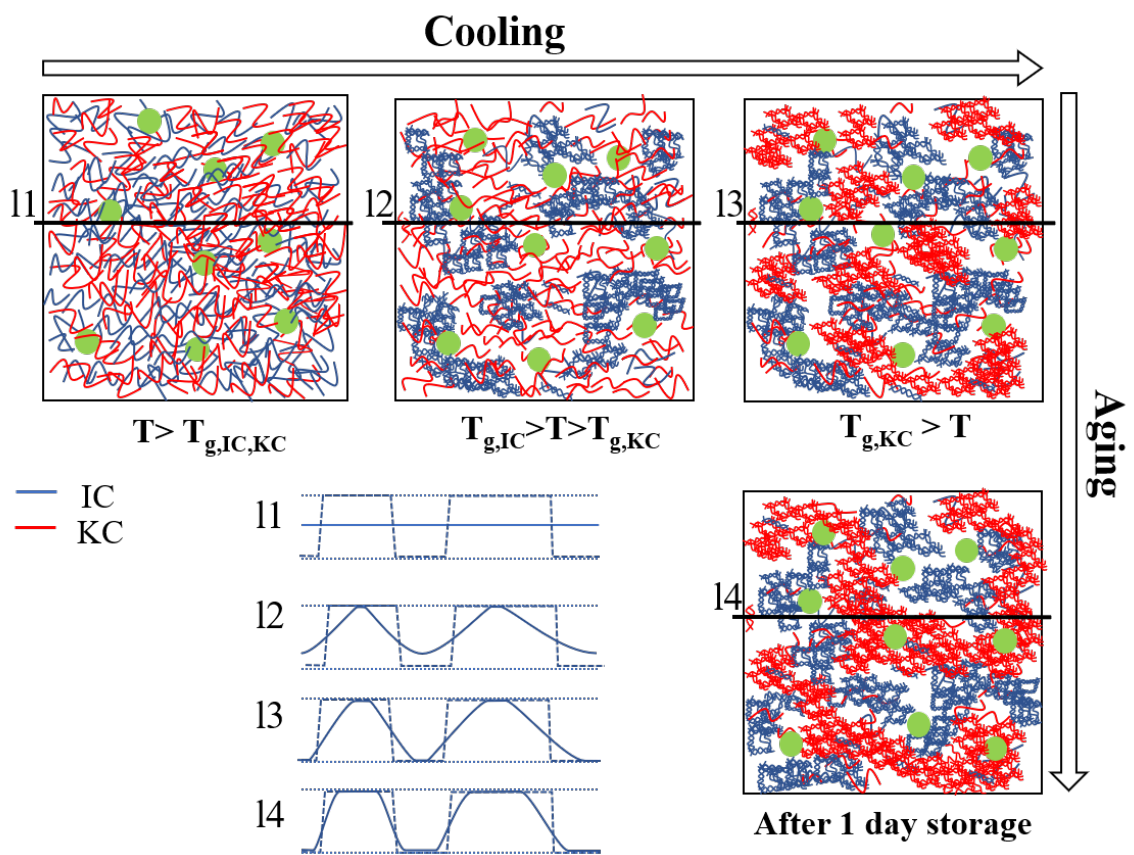 Cooling
l1
l2
l3
T> T_g,IC,KC
T_g,IC>T>T_g,KC
T_g,KC > T
Aging
IC
KC
l1
l2
l3
l4
l4
After 1 day storage